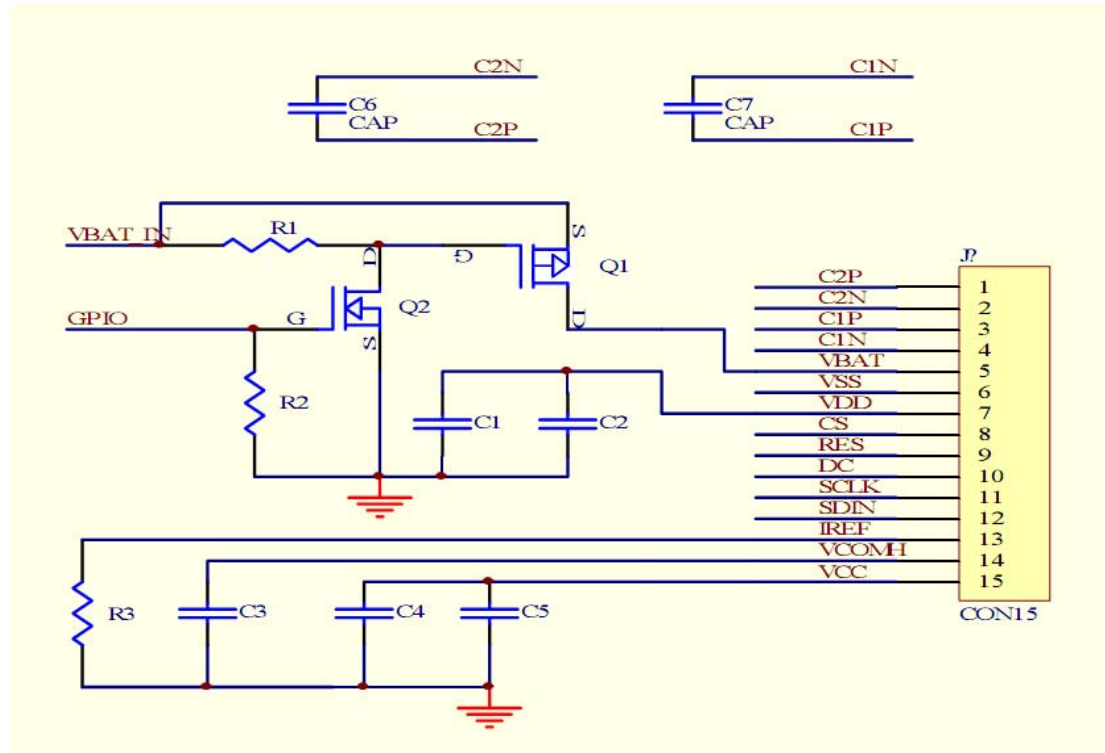 C2N
C6
CAP
C2P
C1N
C7
CAP
C1P
VBAT_IN
R1
D
G
S
Q1
D
GPIO
G
Q2
S
R2
C1
C2
J?
C2P 1
C2N 2
C1P 3
C1N 4
VBAT 5
VSS 6
VDD 7
CS 8
RES 9
DC 10
SCLK 11
SDIN 12
IREF 13
VCOMH 14
VCC 15
CON15
R3
C3
C4
C5